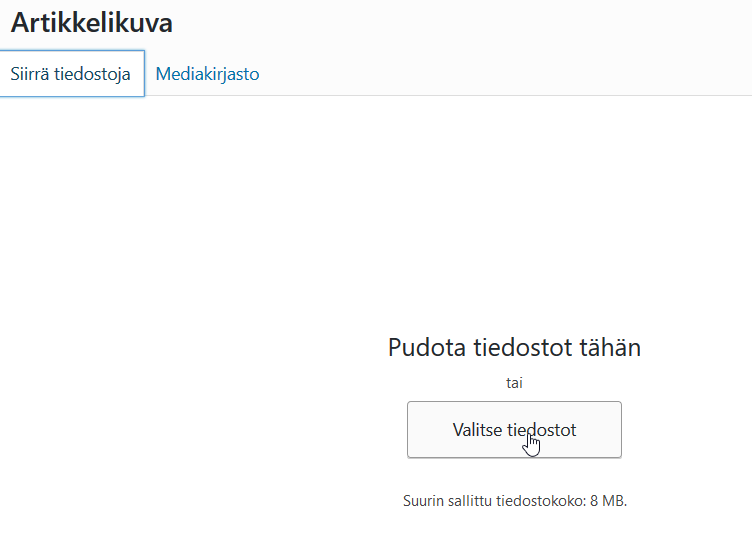 Artikkelikuva
Siirrä tiedostoja Mediakirjasto
Pudota tiedostot tähän
tai
Valitse tiedostot
Suurin sallittu tiedostokoko: 8 MB.